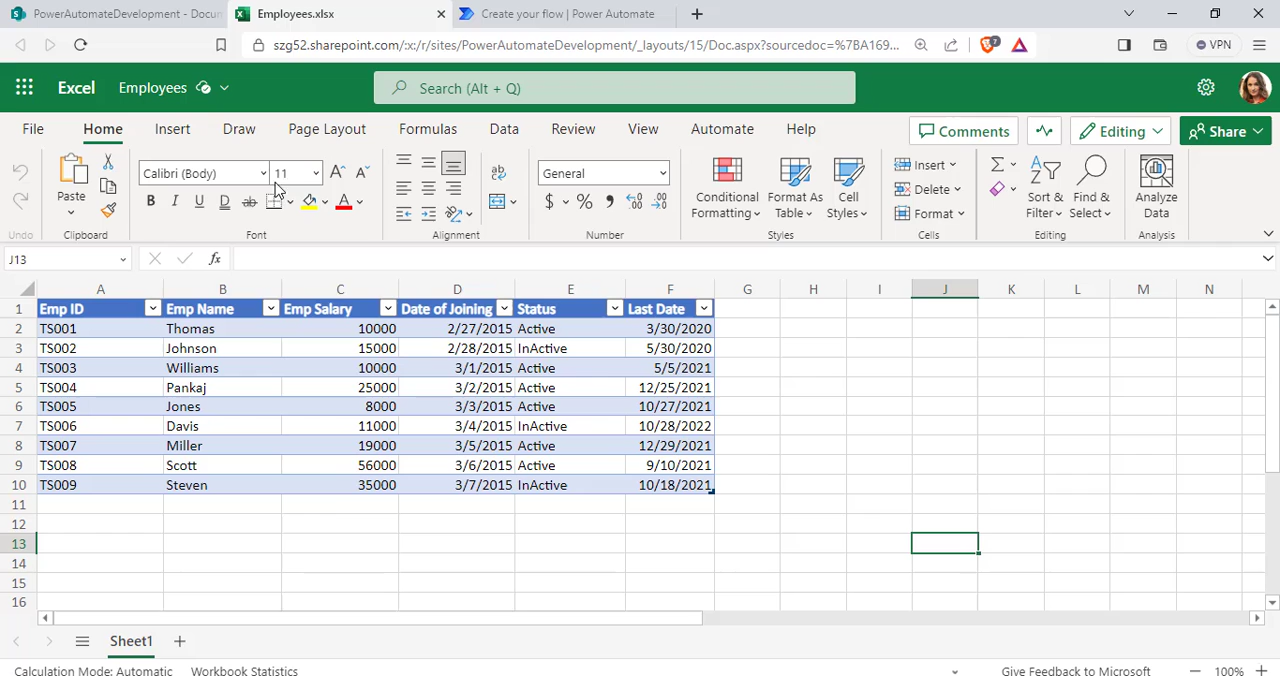 PowerAutomateDevelopment - Docu
Employees.xlsx
Create your flow | Power Automate
szg52.sharepoint.com/:x:/r/sites/PowerAutomateDevelopment/_layouts/15/Doc.aspx?sourcedoc=%7BA169...
7
VPN
Excel
Employees
Search (Alt + Q)
File
Home
Insert
Draw
Page Layout
Formulas
Data
Review
View
Automate
Help
Comments
Editing
Share
Undo
Paste
Clipboard
Calibri (Body)
11
A
A
B
I
U
D
ab
A
Font
ab
Alignment
General
$
%
Number
Conditional
Formatting
Format As
Table
Cell
Styles
Styles
Insert
Delete
Format
Cells
Sort &
Filter
Find &
Select
Editing
Analyze
Data
Analysis
J13
fx
A B C D E F G H I J K L M N
1 Emp ID Emp Name Emp Salary Date of Joining Status Last Date
2 TS001 Thomas 10000 2/27/2015 Active 3/30/2020
3 TS002 Johnson 15000 2/28/2015 InActive 5/30/2020
4 TS003 Williams 10000 3/1/2015 Active 5/5/2021
5 TS004 Pankaj 25000 3/2/2015 Active 12/25/2021
6 TS005 Jones 8000 3/3/2015 Active 10/27/2021
7 TS006 Davis 11000 3/4/2015 InActive 10/28/2022
8 TS007 Miller 19000 3/5/2015 Active 12/29/2021
9 TS008 Scott 56000 3/6/2015 Active 9/10/2021
10 TS009 Steven 35000 3/7/2015 InActive 10/18/2021
11
12
13
14
15
16
Sheet1
Calculation Mode: Automatic
Workbook Statistics
Give Feedback to Microsoft
100%